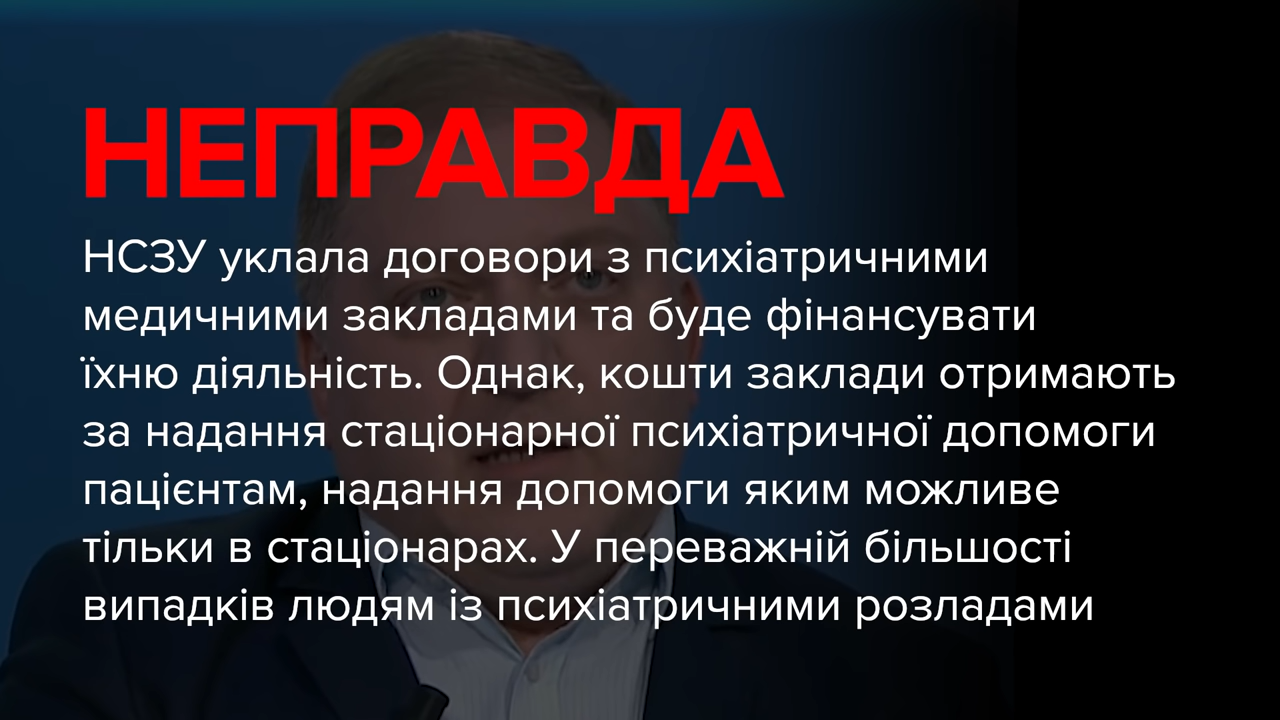 НЕПРАВДА
НСЗУ уклала договори з психіатричними
медичними закладами та буде фінансувати
їхню діяльність. Однак, кошти заклади отримають
за надання стаціонарної психіатричної допомоги
пацієнтам, надання допомоги яким можливе
тільки в стаціонарах. У переважній більшості
випадків людям із психіатричними розладами